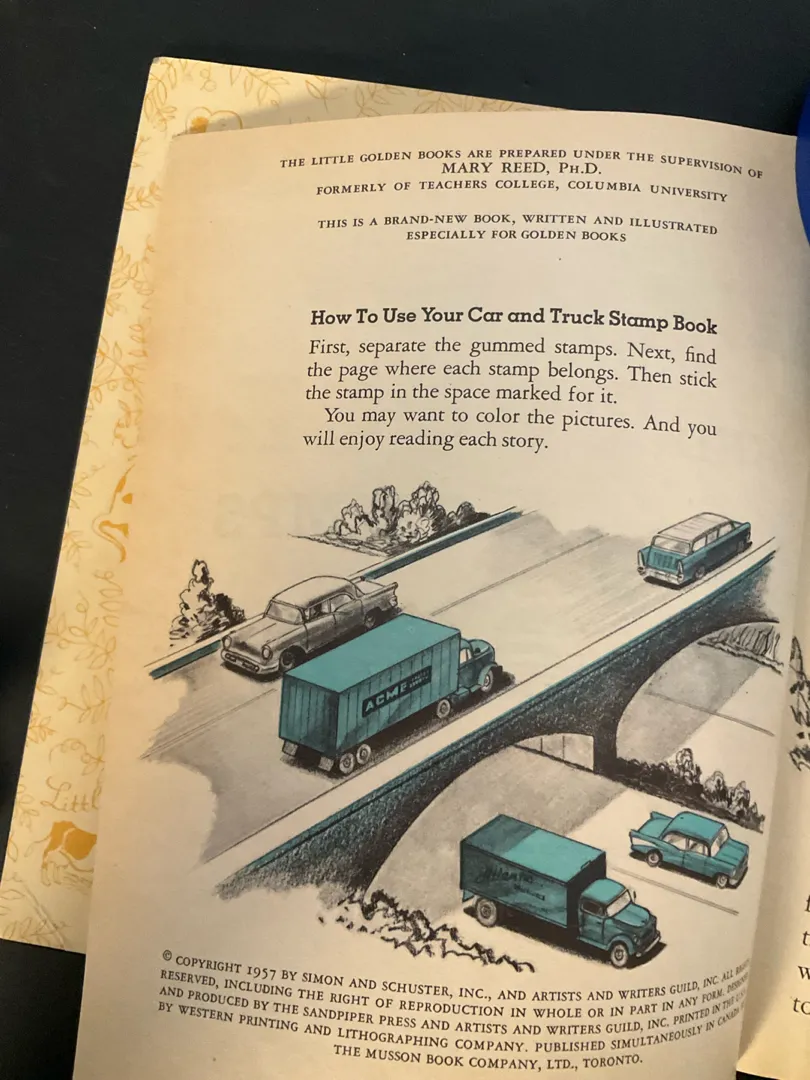 THE LITTLE GOLDEN BOOKS ARE PREPARED UNDER THE SUPERVISION OF
MARY REED, PH.D.
FORMERLY OF TEACHERS COLLEGE, COLUMBIA UNIVERSITY
THIS IS A BRAND-NEW BOOK, WRITTEN AND ILLUSTRATED
ESPECIALLY FOR GOLDEN BOOKS
How To Use Your Car and Truck Stamp Book
First, separate the gummed stamps. Next, find
the page where each stamp belongs. Then stick
the stamp in the space marked for it.
You may want to color the pictures. And you
will enjoy reading each story.
ACME
© COPYRIGHT 1957 BY SIMON AND SCHUSTER, INC., AND ARTISTS AND WRITERS GUILD, INC. ALL
RESERVED, INCLUDING THE RIGHT OF REPRODUCTION IN WHOLE OR IN PART IN ANY FORM.
AND PRODUCED BY THE SANDPIPER PRESS AND ARTISTS AND WRITERS GUILD, INC. PRINTED IN THE
BY WESTERN PRINTING AND LITHOGRAPHING COMPANY. PUBLISHED SIMULTANEOUSLY IN CANADA
THE MUSSON BOOK COMPANY, LTD., TORONTO.
Little